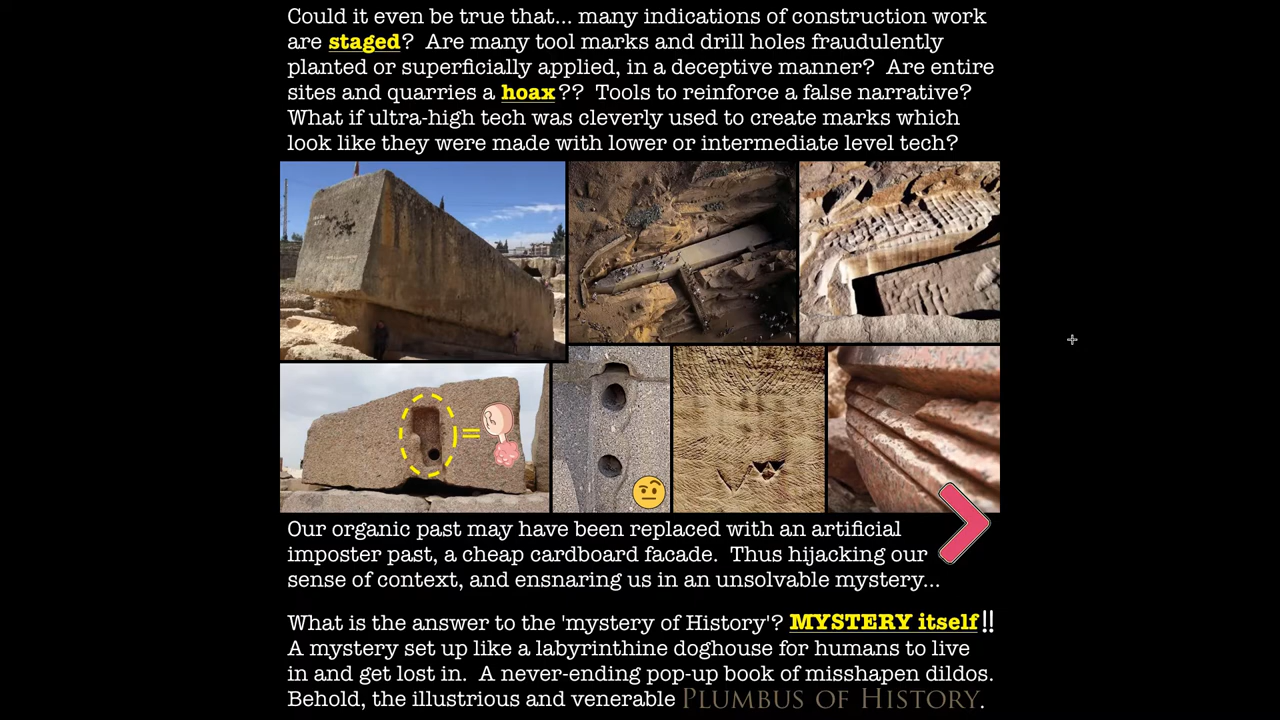 Could it even be true that... many indications of construction work
are staged? Are many tool marks and drill holes fraudulently
planted or superficially applied, in a deceptive manner? Are entire
sites and quarries a hoax?? Tools to reinforce a false narrative?
What if ultra-high tech was cleverly used to create marks which
look like they were made with lower or intermediate level tech?
=
Our organic past may have been replaced with an artificial
imposter past, a cheap cardboard facade. Thus hijacking our
sense of context, and ensnaring us in an unsolvable mystery...
What is the answer to the 'mystery of History'? MYSTERY itself!!
A mystery set up like a labyrinthine doghouse for humans to live
in and get lost in. A never-ending pop-up book of misshapen dildos.
Behold, the illustrious and venerable PLUMBUS OF HISTORY.